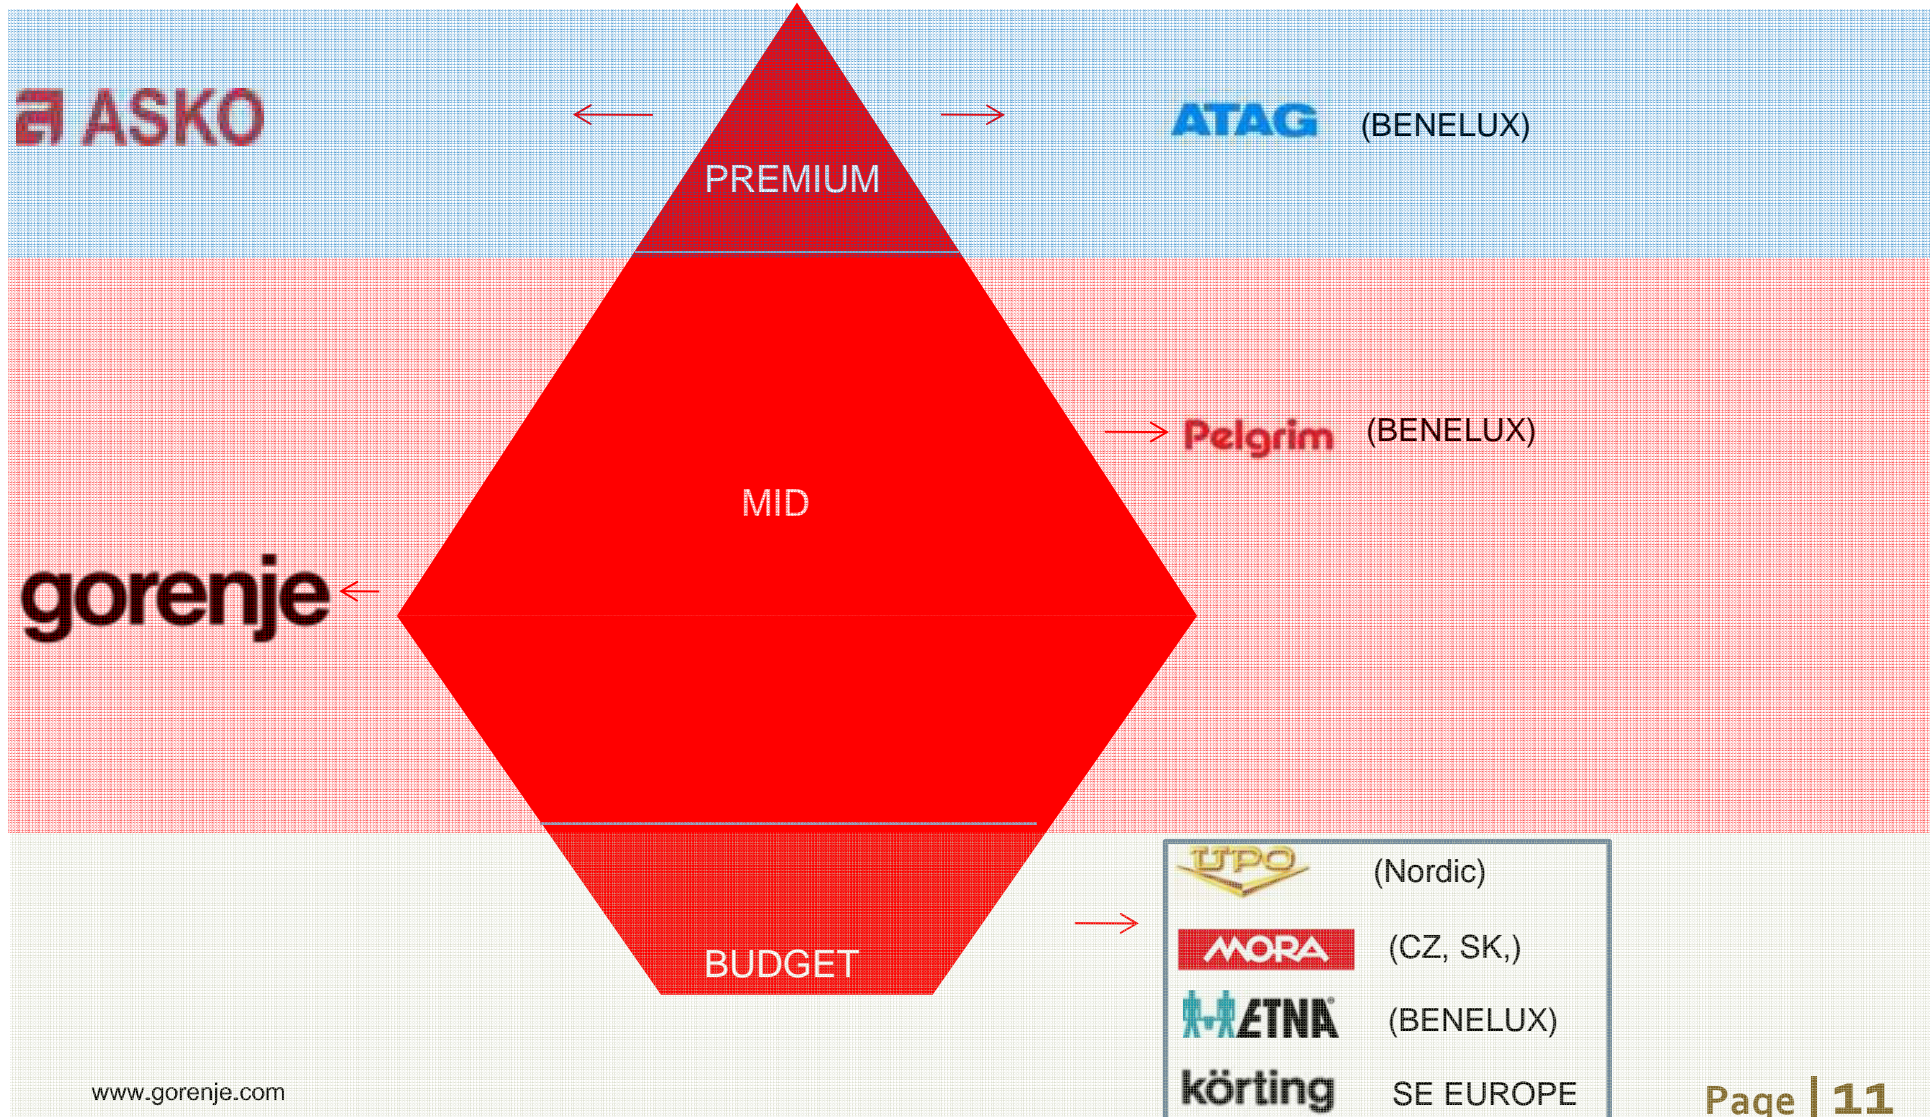 ASKO
ATAG (BENELUX)
PREMIUM
Pelgrim (BENELUX)
MID
gorenje
UPO (Nordic)
MORA (CZ, SK,)
BUDGET
ETNA® (BENELUX)
körting SE EUROPE
www.gorenje.com
Page | 11